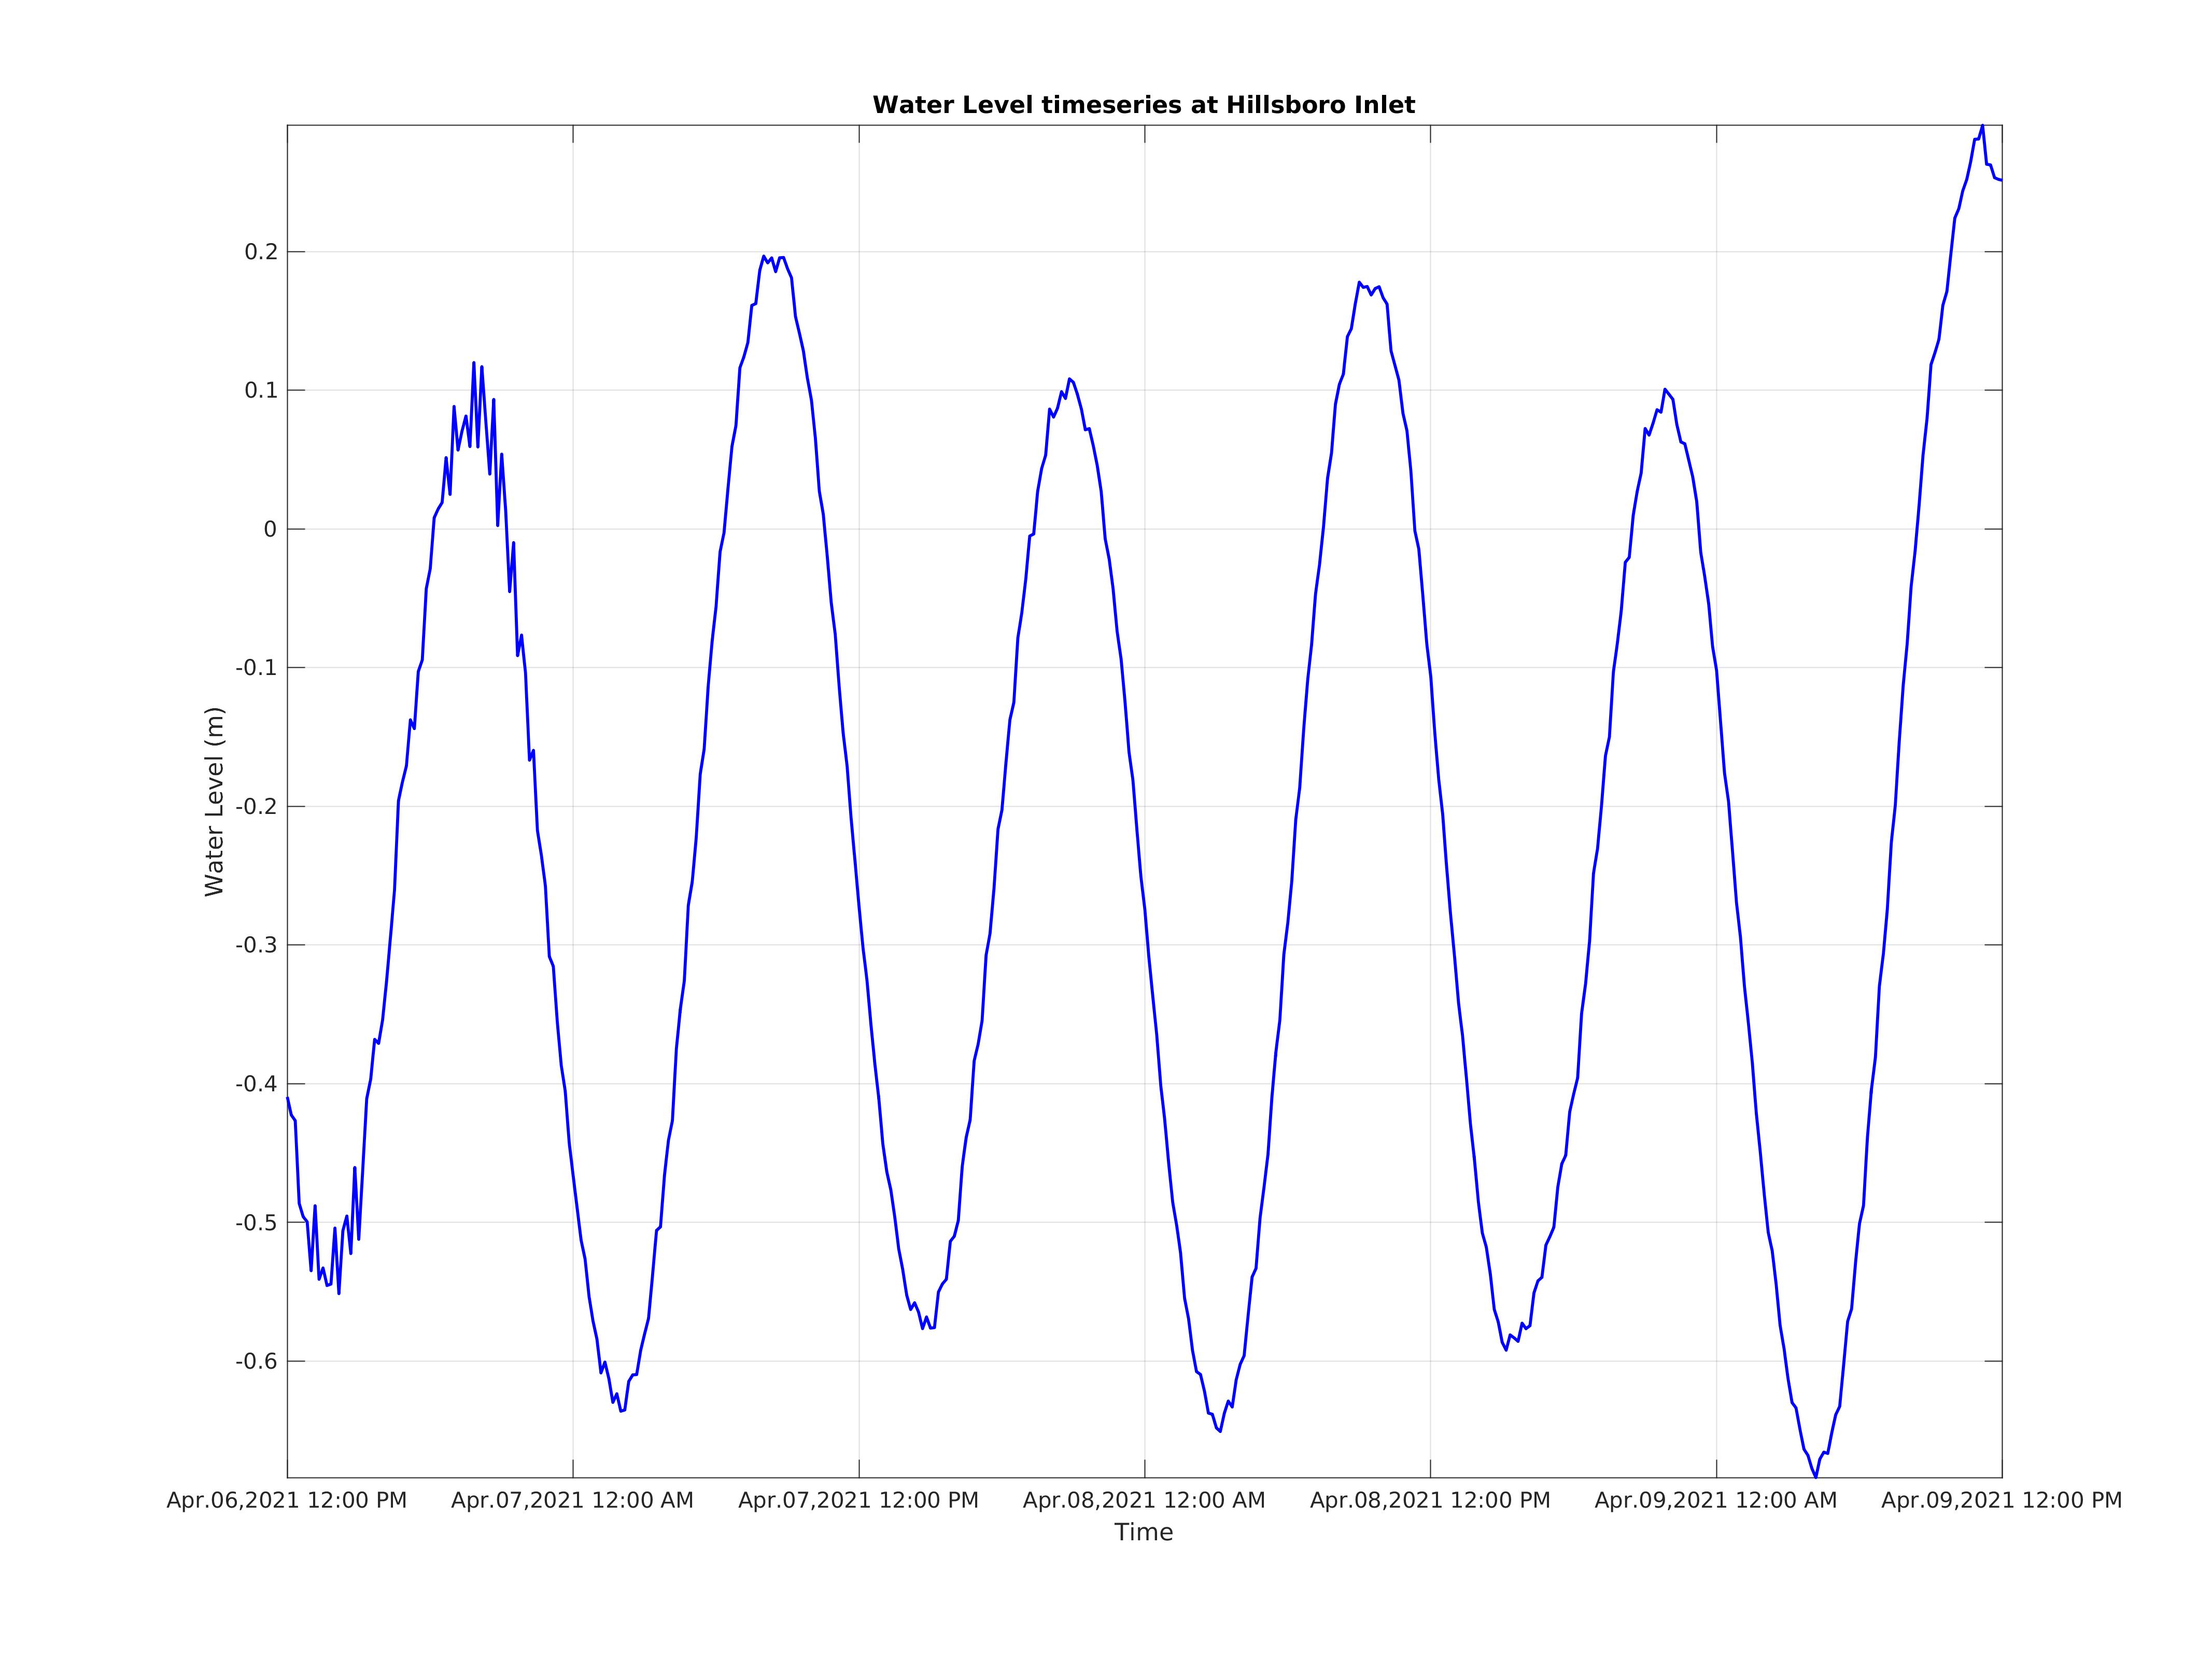 Water Level timeseries at Hillsboro Inlet
Water Level (m)
0.2
0.1
0
-0.1
-0.2
-0.3
-0.4
-0.5
-0.6
Apr.06,2021 12:00 PM Apr.07,2021 12:00 AM Apr.07,2021 12:00 PM Apr.08,2021 12:00 AM Apr.08,2021 12:00 PM Apr.09,2021 12:00 AM Apr.09,2021 12:00 PM
Time